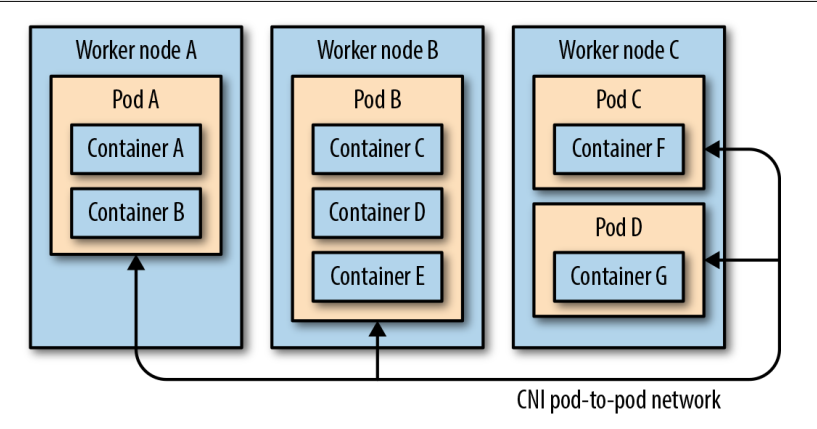 Worker node A
Pod A
Container A
Container B
Worker node B
Pod B
Container C
Container D
Container E
Worker node C
Pod C
Container F
Pod D
Container G
CNI pod-to-pod network